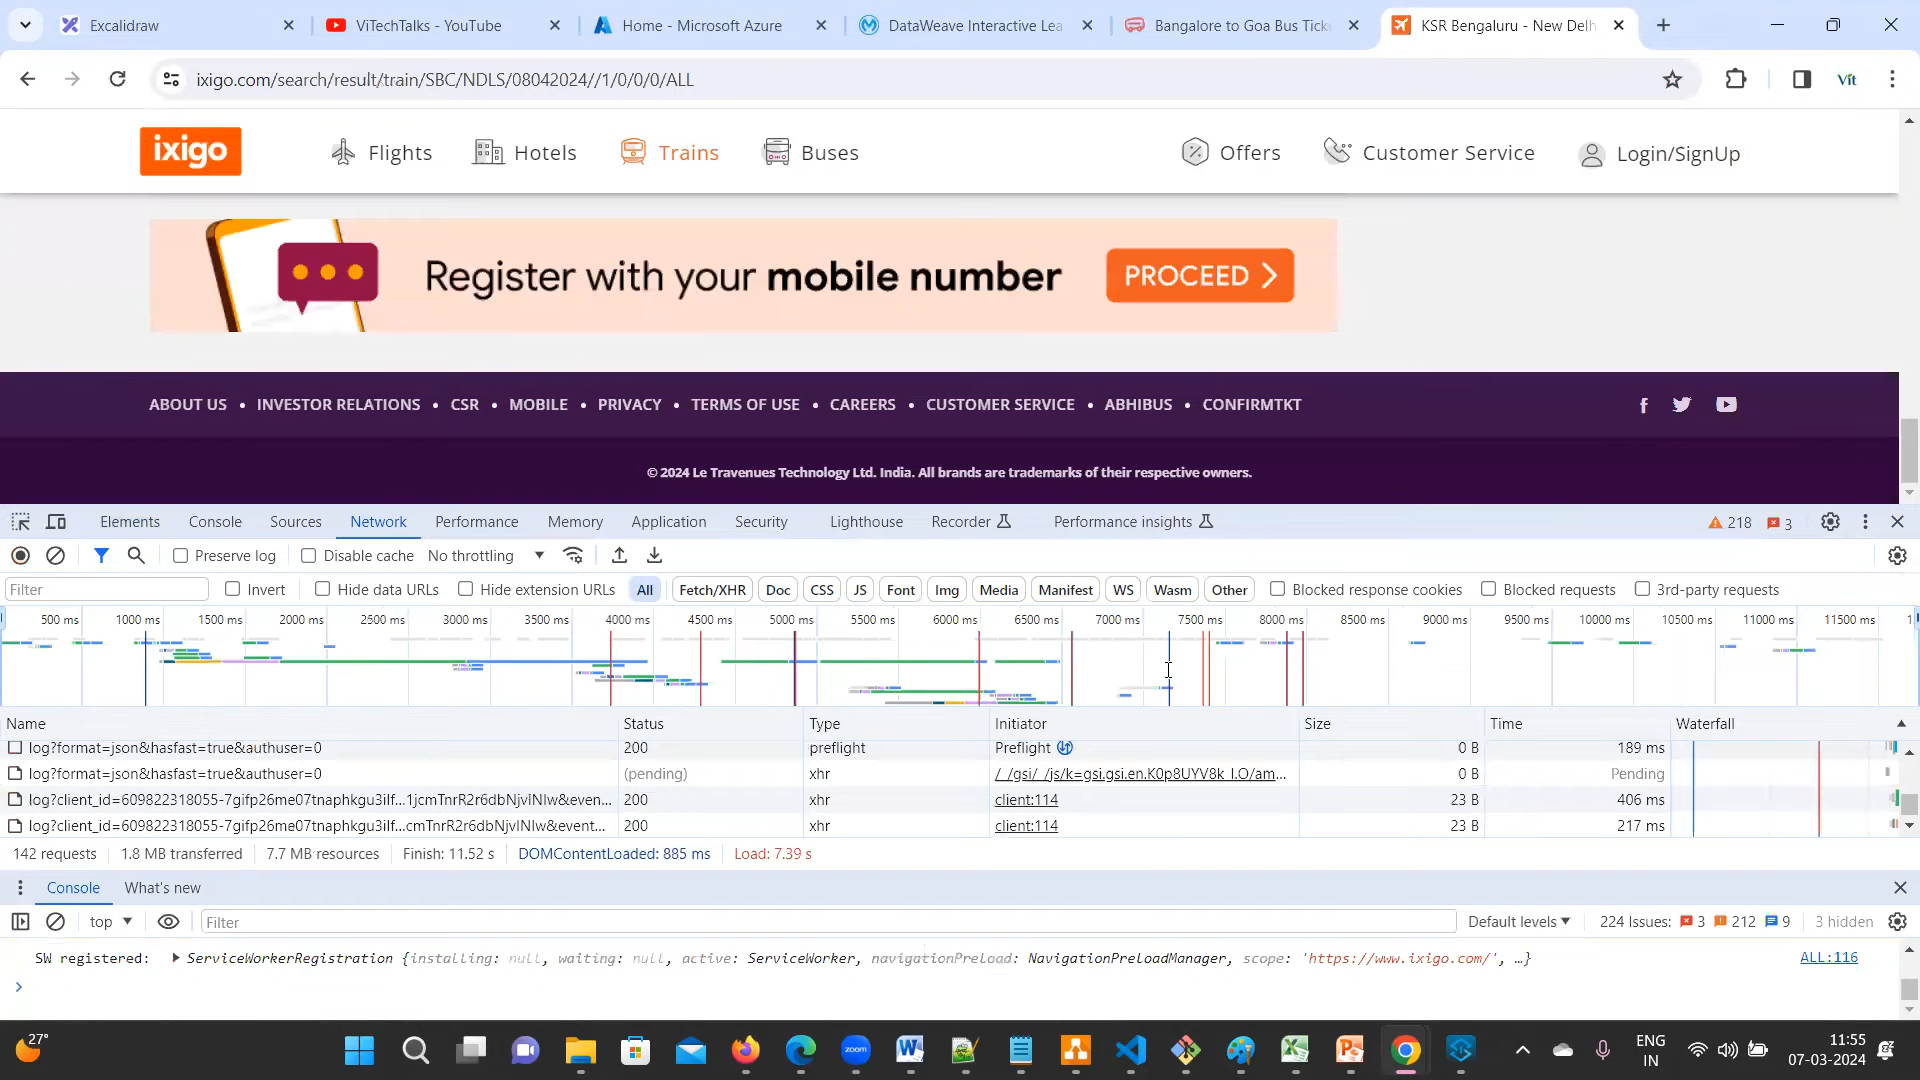 Excalidraw
ViTechTalks - YouTube
Home - Microsoft Azure
DataWeave Interactive Lea
Bangalore to Goa Bus Tick
KSR Bengaluru - New Delh
ixigo.com/search/result/train/SBC/NDLS/08042024//1/0/0/0/ALL
Vit
ixigo
Flights
Hotels
Trains
Buses
Offers
Customer Service
Login/SignUp
Register with your mobile number
PROCEED
ABOUT US • INVESTOR RELATIONS • CSR • MOBILE • PRIVACY • TERMS OF USE • CAREERS • CUSTOMER SERVICE • ABHIBUS • CONFIRMTKT
© 2024 Le Travenues Technology Ltd. India. All brands are trademarks of their respective owners.
Elements Console Sources Network Performance Memory Application Security Lighthouse Recorder Performance insights 218 3
Preserve log Disable cache No throttling
Filter Invert Hide data URLs Hide extension URLs All Fetch/XHR Doc CSS JS Font Img Media Manifest WS Wasm Other Blocked response cookies Blocked requests 3rd-party requests
500 ms 1000 ms 1500 ms 2000 ms 2500 ms 3000 ms 3500 ms 4000 ms 4500 ms 5000 ms 5500 ms 6000 ms 6500 ms 7000 ms 7500 ms 8000 ms 8500 ms 9000 ms 9500 ms 10000 ms 10500 ms 11000 ms 11500 ms 1
Name Status Type Initiator Size Time Waterfall
log?format=json&hasfast=true&authuser=0 200 preflight Preflight 0 B 189 ms
log?format=json&hasfast=true&authuser=0 (pending) xhr /_/gsi/_/js/k=gsi.gsi.en.K0p8UYV8k_I.O/am... 0 B Pending
log?client_id=609822318055-7gifp26me07tnaphkgu3ilf...1jcmTnrR2r6dbNjvlNlw&even... 200 xhr client:114 23 B 406 ms
log?client_id=609822318055-7gifp26me07tnaphkgu3ilf...cmTnrR2r6dbNjvlNlw&event... 200 xhr client:114 23 B 217 ms
142 requests 1.8 MB transferred 7.7 MB resources Finish: 11.52 s DOMContentLoaded: 885 ms Load: 7.39 s
Console What's new
top Filter Default levels 224 Issues: 3 212 9 3 hidden
SW registered: ServiceWorkerRegistration {installing: null, waiting: null, active: ServiceWorker, navigationPreload: NavigationPreLoadManager, scope: 'https://www.ixigo.com/', …} ALL:116
27°
zoom
ENG
IN
11:55
07-03-2024